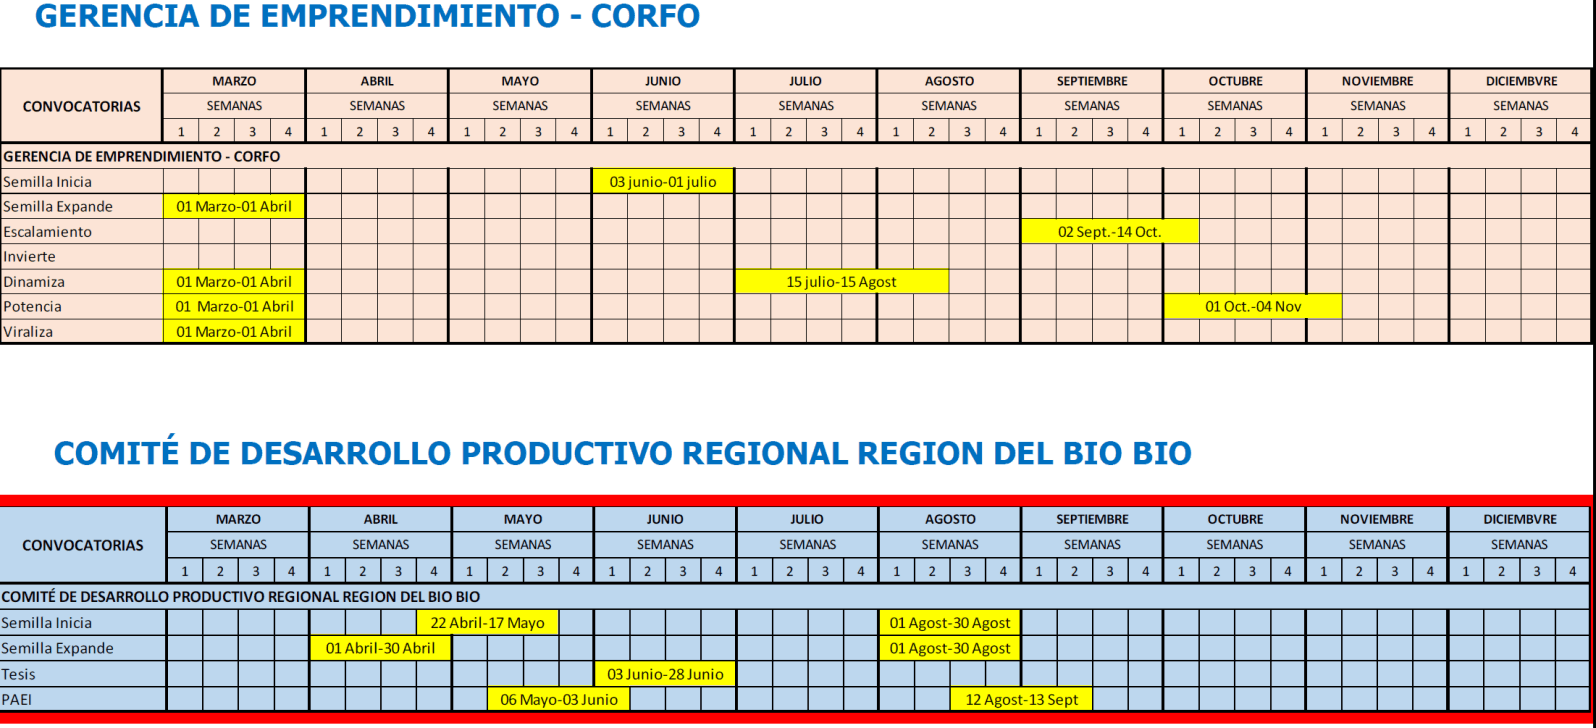 GERENCIA DE EMPRENDIMIENTO - CORFO
CONVOCATORIAS MARZO ABRIL MAYO JUNIO JULIO AGOSTO SEPTIEMBRE OCTUBRE NOVIEMBRE DICIEMBVRE
SEMANAS SEMANAS SEMANAS SEMANAS SEMANAS SEMANAS SEMANAS SEMANAS SEMANAS SEMANAS
1 2 3 4 1 2 3 4 1 2 3 4 1 2 3 4 1 2 3 4 1 2 3 4 1 2 3 4 1 2 3 4 1 2 3 4 1 2 3 4
GERENCIA DE EMPRENDIMIENTO - CORFO
Semilla Inicia 03 junio-01 julio
Semilla Expande 01 Marzo-01 Abril
Escalamiento 02 Sept.-14 Oct.
Invierte
Dinamiza 01 Marzo-01 Abril 15 julio-15 Agost
Potencia 01 Marzo-01 Abril 01 Oct.-04 Nov
Viraliza 01 Marzo-01 Abril
COMITÉ DE DESARROLLO PRODUCTIVO REGIONAL REGION DEL BIO BIO
CONVOCATORIAS MARZO ABRIL MAYO JUNIO JULIO AGOSTO SEPTIEMBRE OCTUBRE NOVIEMBRE DICIEMBVRE
SEMANAS SEMANAS SEMANAS SEMANAS SEMANAS SEMANAS SEMANAS SEMANAS SEMANAS SEMANAS
1 2 3 4 1 2 3 4 1 2 3 4 1 2 3 4 1 2 3 4 1 2 3 4 1 2 3 4 1 2 3 4 1 2 3 4 1 2 3 4
COMITÉ DE DESARROLLO PRODUCTIVO REGIONAL REGION DEL BIO BIO
Semilla Inicia 22 Abril-17 Mayo 01 Agost-30 Agost
Semilla Expande 01 Abril-30 Abril 01 Agost-30 Agost
Tesis 03 Junio-28 Junio
PAEI 06 Mayo-03 Junio 12 Agost-13 Sept